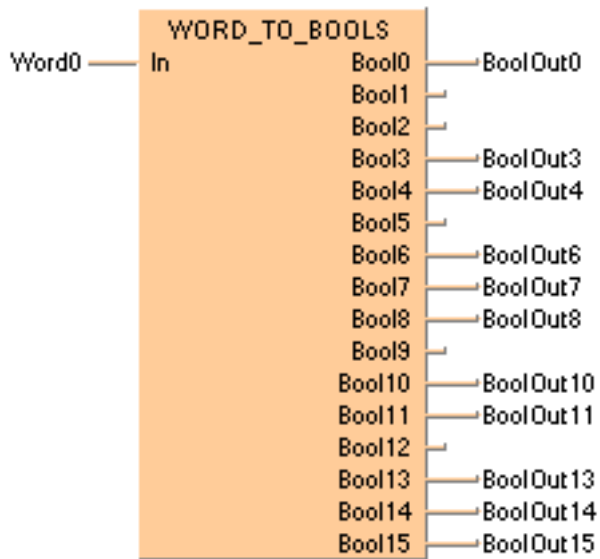 WORD_TO_BOOLS
Word0 In Bool0 BoolOut0
Bool1
Bool2
Bool3 BoolOut3
Bool4 BoolOut4
Bool5
Bool6 BoolOut6
Bool7 BoolOut7
Bool8 BoolOut8
Bool9
Bool10 BoolOut10
Bool11 BoolOut11
Bool12
Bool13 BoolOut13
Bool14 BoolOut14
Bool15 BoolOut15